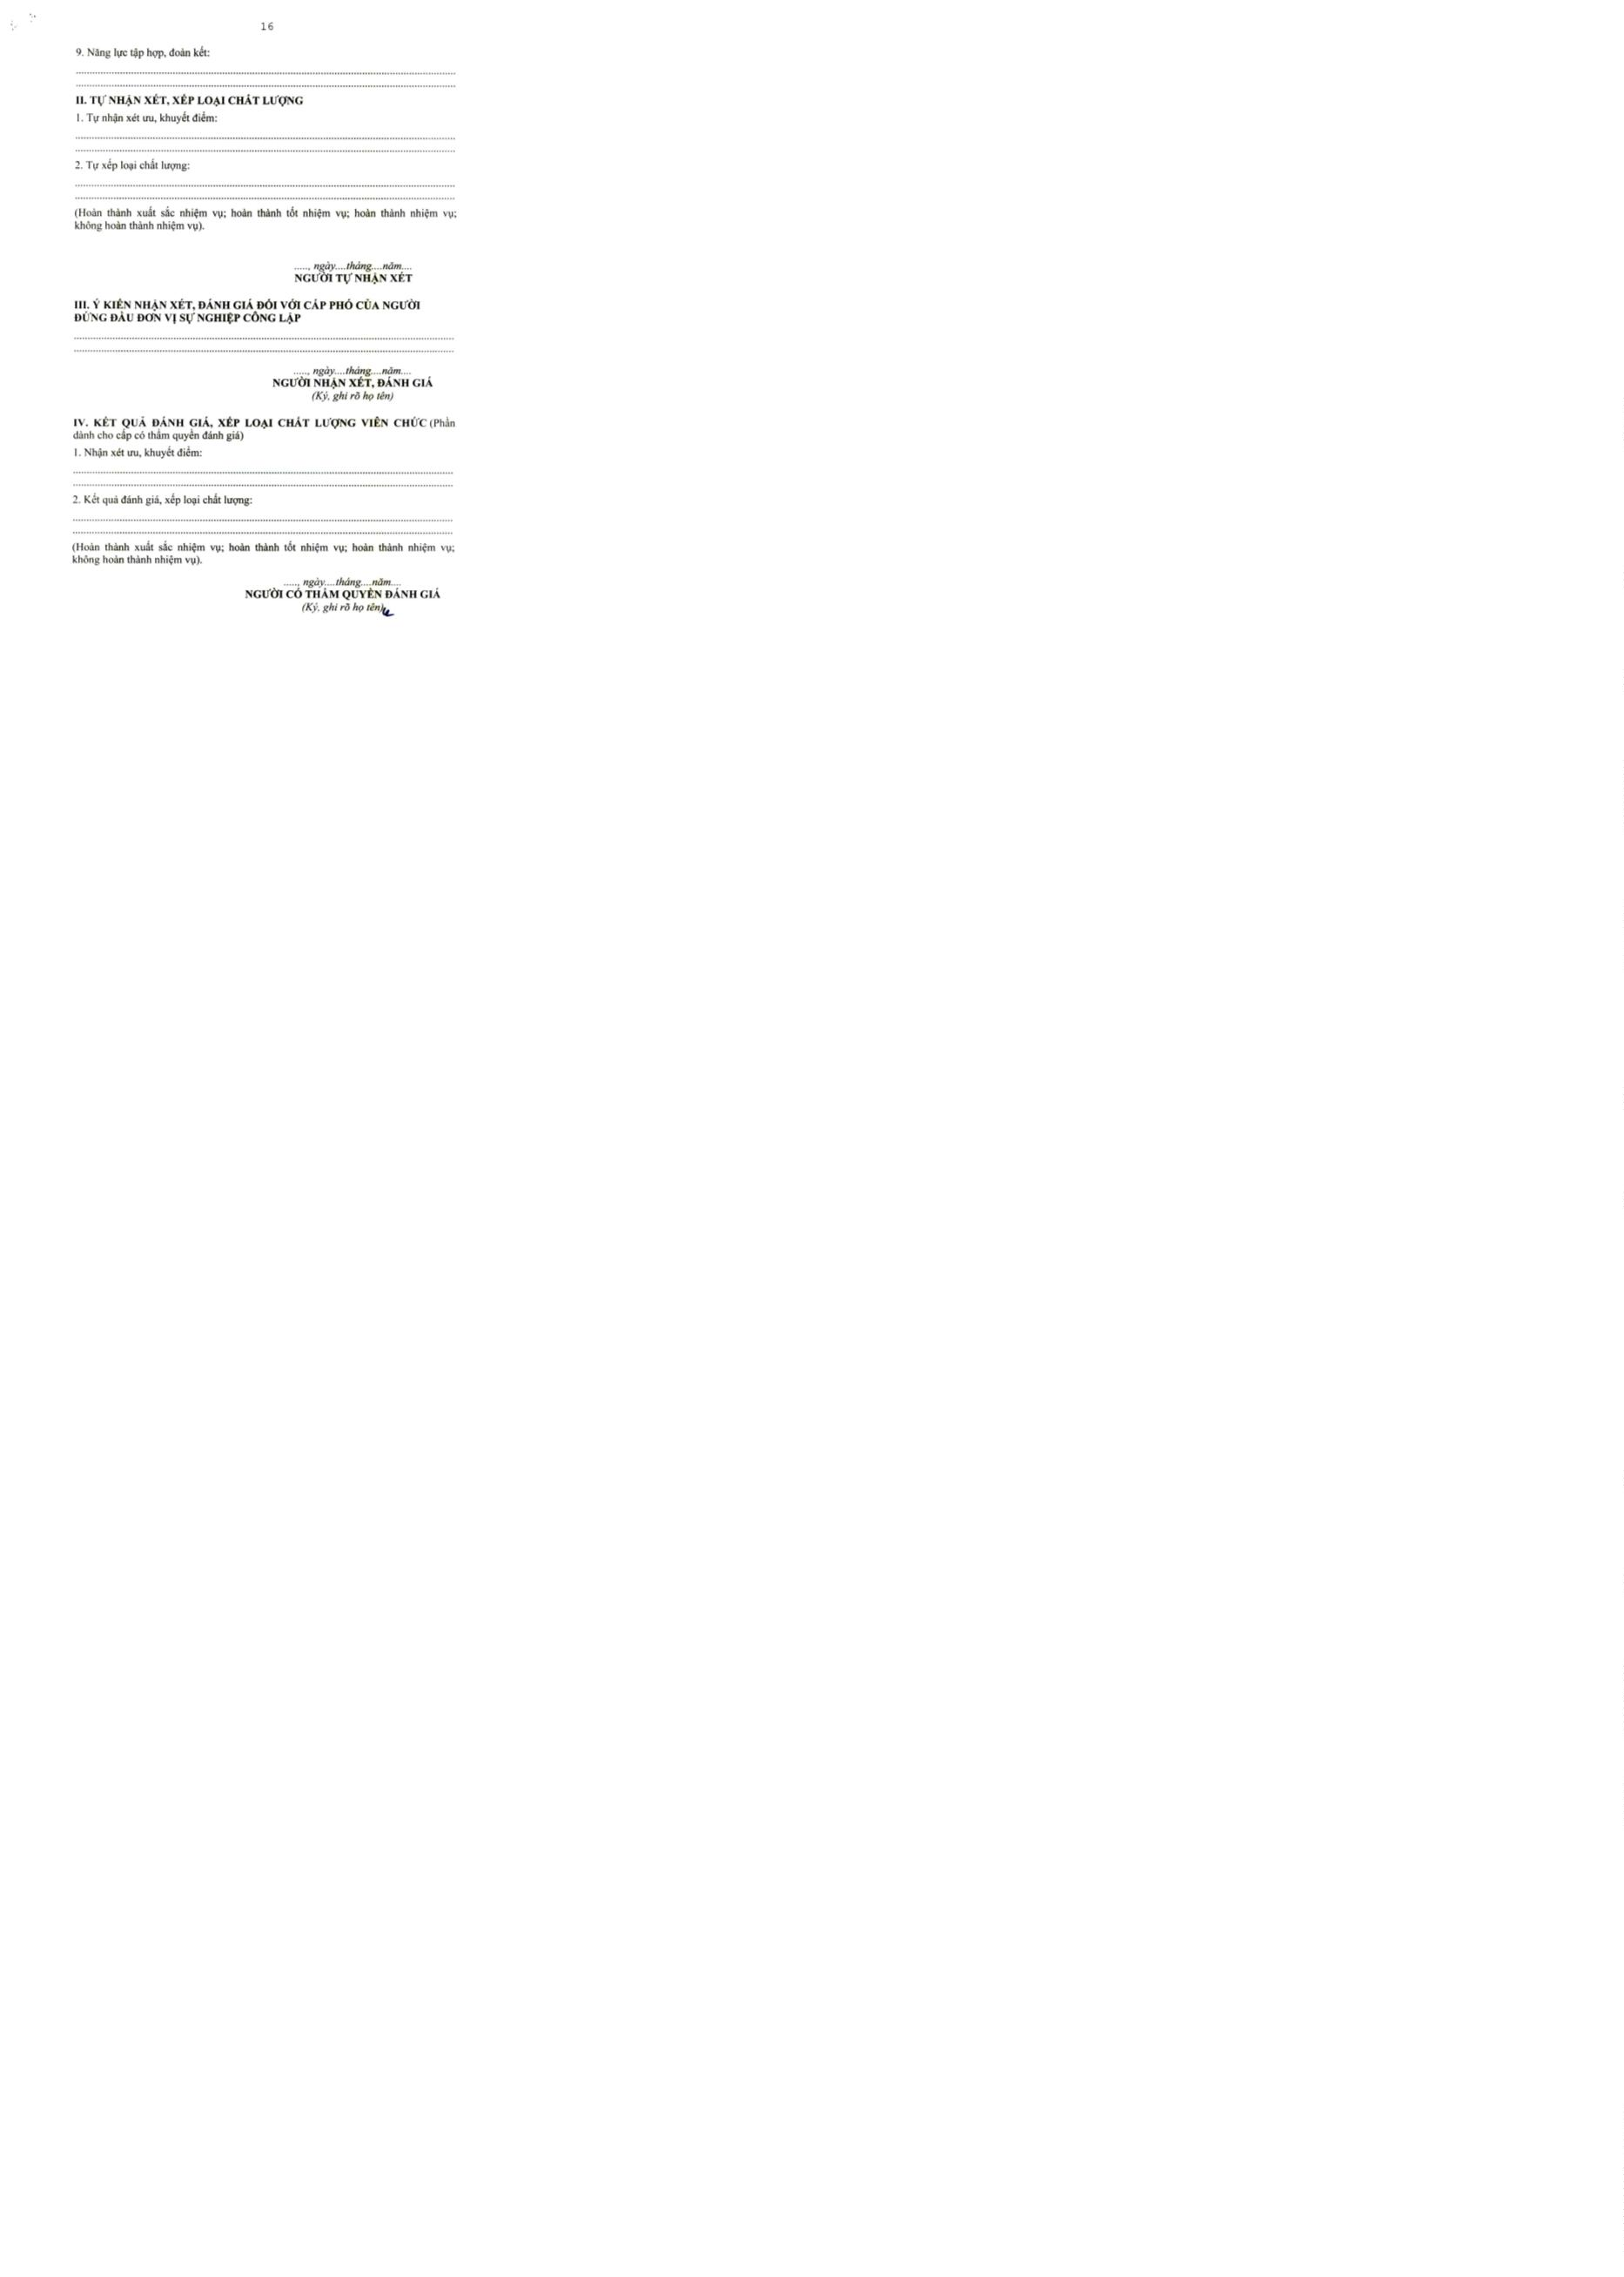 16
9. Năng lực tập hợp, đoàn kết:
................................................................................
................................................................................
II. TỰ NHẬN XÉT, XẾP LOẠI CHẤT LƯỢNG
1. Tự nhận xét ưu, khuyết điểm:
................................................................................
................................................................................
2. Tự xếp loại chất lượng:
................................................................................
................................................................................
(Hoàn thành xuất sắc nhiệm vụ; hoàn thành tốt nhiệm vụ; hoàn thành nhiệm vụ;
không hoàn thành nhiệm vụ).
....., ngày....tháng....năm....
NGƯỜI TỰ NHẬN XÉT
III. Ý KIẾN NHẬN XÉT, ĐÁNH GIÁ ĐỐI VỚI CẤP PHÓ CỦA NGƯỜI
ĐỨNG ĐẦU ĐƠN VỊ SỰ NGHIỆP CÔNG LẬP
................................................................................
................................................................................
....., ngày....tháng....năm....
NGƯỜI NHẬN XÉT, ĐÁNH GIÁ
(Ký, ghi rõ họ tên)
IV. KẾT QUẢ ĐÁNH GIÁ, XẾP LOẠI CHẤT LƯỢNG VIÊN CHỨC (Phần
dành cho cấp có thẩm quyền đánh giá)
1. Nhận xét ưu, khuyết điểm:
................................................................................
................................................................................
2. Kết quả đánh giá, xếp loại chất lượng:
................................................................................
................................................................................
(Hoàn thành xuất sắc nhiệm vụ; hoàn thành tốt nhiệm vụ; hoàn thành nhiệm vụ;
không hoàn thành nhiệm vụ).
....., ngày....tháng....năm....
NGƯỜI CÓ THẨM QUYỀN ĐÁNH GIÁ
(Ký, ghi rõ họ tên)